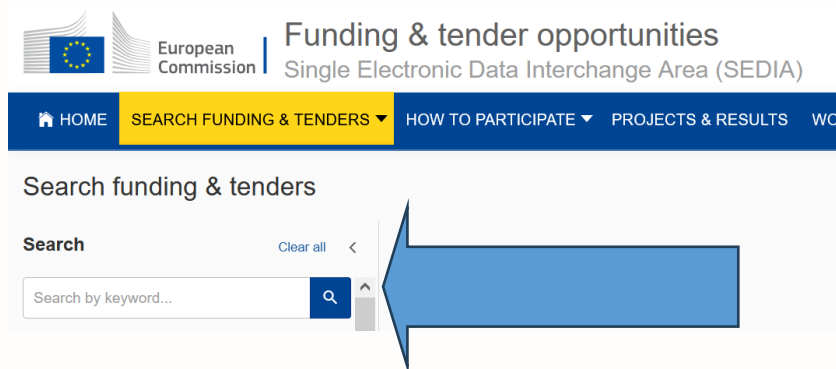 European
Commission
Funding & tender opportunities
Single Electronic Data Interchange Area (SEDIA)
HOME SEARCH FUNDING & TENDERS HOW TO PARTICIPATE PROJECTS & RESULTS WO
Search funding & tenders
Search Clear all
Search by keyword...